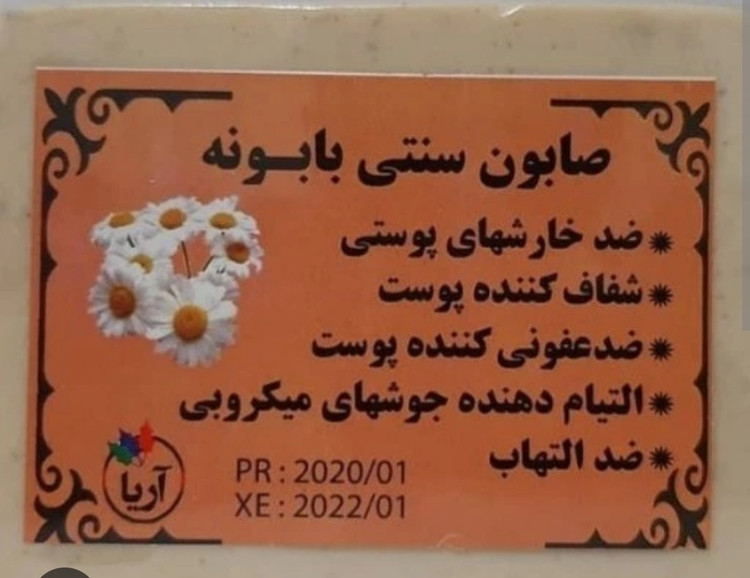 صابون سنتی بابـونه
✷ ضد خارشهای پوستی
✷ شفاف کننده پوست
✷ ضدعفونی کننده پوست
✷ التیام دهنده جوشهای میکروبی
✷ ضد التهاب
آریا
PR : 2020/01
XE : 2022/01